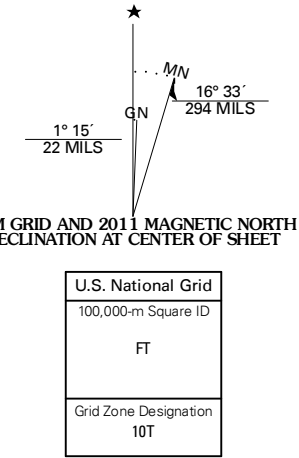 ★
MN
GN
16° 33´
294 MILS
1° 15´
22 MILS
M GRID AND 2011 MAGNETIC NORTH
ECLINATION AT CENTER OF SHEET
U.S. National Grid
100,000-m Square ID
FT
Grid Zone Designation
10T